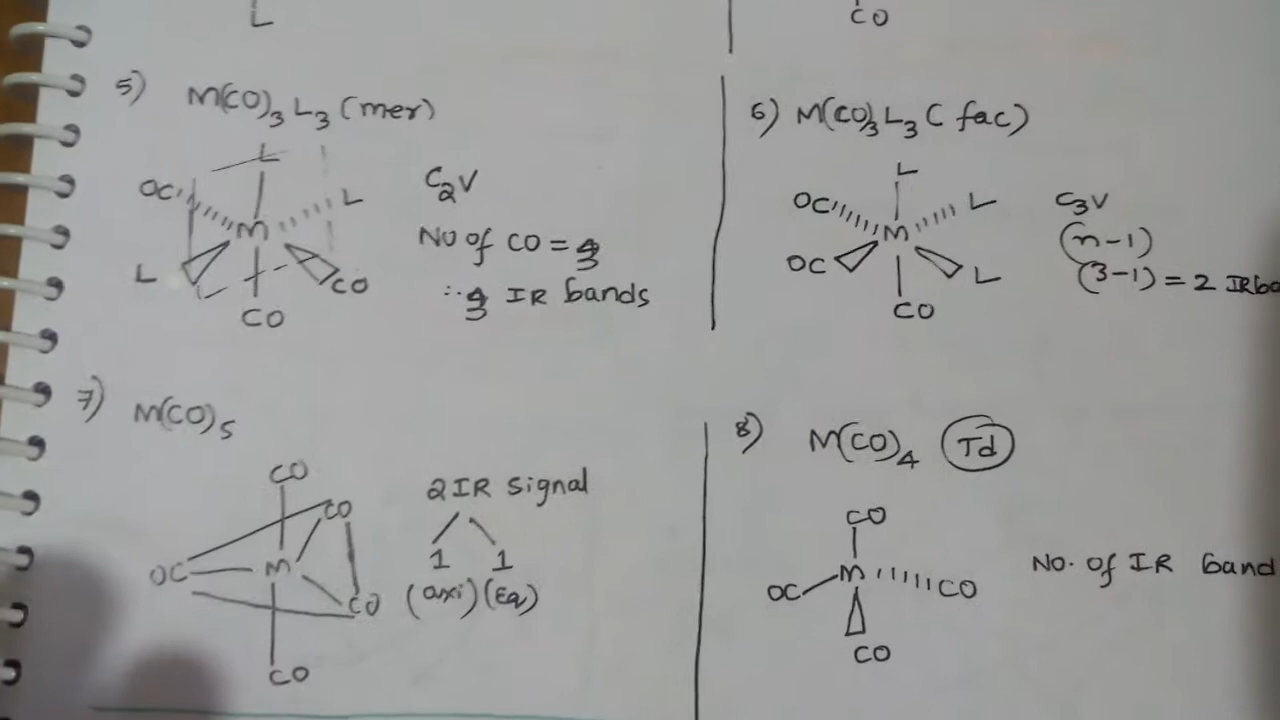 L
CO
5) M(CO)₃L₃ (mer)
L
OC
L
M
L
CO
CO
C₂V
No of CO = 3
∴ 3 IR bands
6) M(CO)₃L₃ ( fac)
L
OC
L
M
OC
L
CO
C₃V
(n-1)
(3-1) = 2 IR
7) M(CO)₅
CO
CO
OC
M
CO
CO
2 IR signal
1 1
(axi) (Eq)
8) M(CO)₄ Td
CO
M
OC
CO
CO
No. of IR band